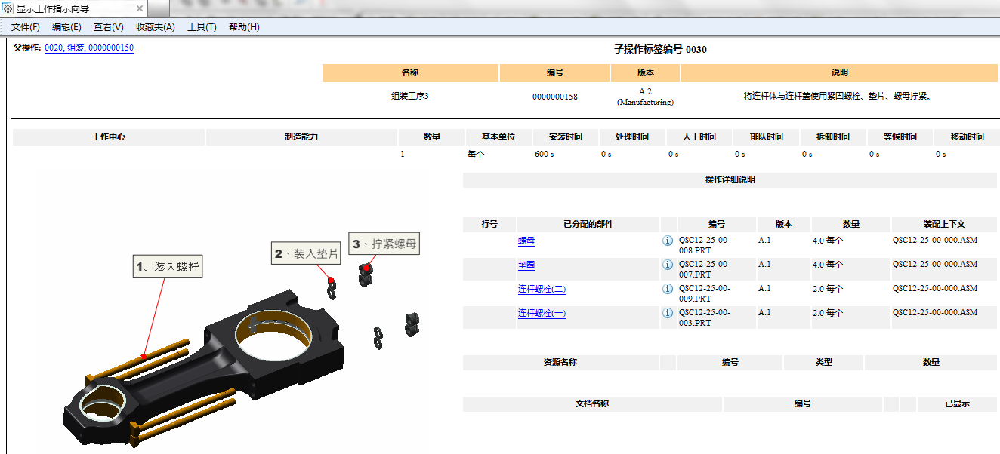 显示工作指示向导
文件(F) 编辑(E) 查看(V) 收藏夹(A) 工具(T) 帮助(H)
父操作: 0020, 组装, 0000000150
子操作标签编号 0030
名称 编号 版本 说明
组装工序3 0000000158 A.2 (Manufacturing) 将连杆体与连杆盖使用紧固螺栓、垫片、螺母拧紧。
工作中心 制造能力 数量 基本单位 安装时间 处理时间 人工时间 排队时间 拆卸时间 等候时间 移动时间
1 每个 600 s 0 s 0 s 0 s 0 s 0 s 0 s
1、装入螺杆
2、装入垫片
3、拧紧螺母
操作详细说明
行号 已分配的部件 编号 版本 数量 装配上下文
螺母 QSC12-25-00-008.PRT A.1 4.0 每个 QSC12-25-00-000.ASM
垫圈 QSC12-25-00-007.PRT A.1 4.0 每个 QSC12-25-00-000.ASM
连杆螺栓(二) QSC12-25-00-009.PRT A.1 2.0 每个 QSC12-25-00-000.ASM
连杆螺栓(一) QSC12-25-00-003.PRT A.1 2.0 每个 QSC12-25-00-000.ASM
资源名称 编号 类型 数量
文档名称 编号 已显示